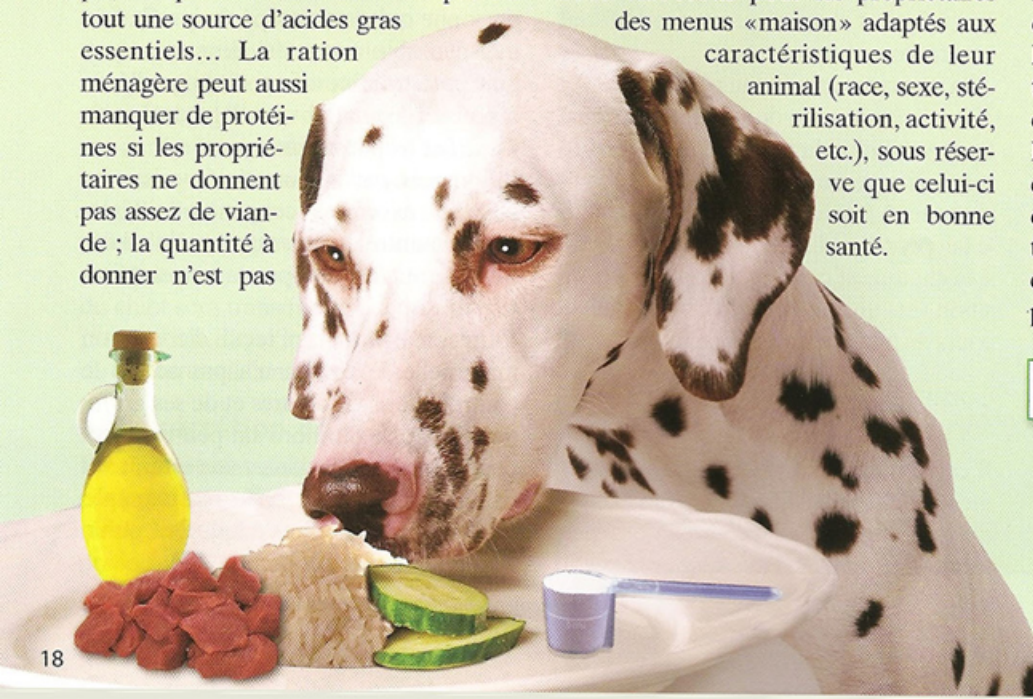 tout une source d'acides gras
essentiels... La ration
ménagère peut aussi
manquer de protéi-
nes si les proprié-
taires ne donnent
pas assez de vian-
de ; la quantité à
donner n'est pas
des menus «maison» adaptés aux
caractéristiques de leur
animal (race, sexe, sté-
rilisation, activité,
etc.), sous réser-
ve que celui-ci
soit en bonne
santé.
18